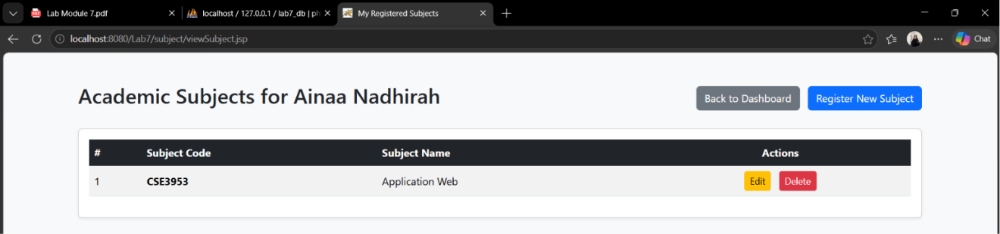 Lab Module 7.pdf
localhost / 127.0.0.1 / lab7_db | ph
My Registered Subjects
localhost:8080/Lab7/subject/viewSubject.jsp
Chat
Academic Subjects for Ainaa Nadhirah
Back to Dashboard
Register New Subject
# Subject Code Subject Name Actions
1 CSE3953 Application Web Edit Delete